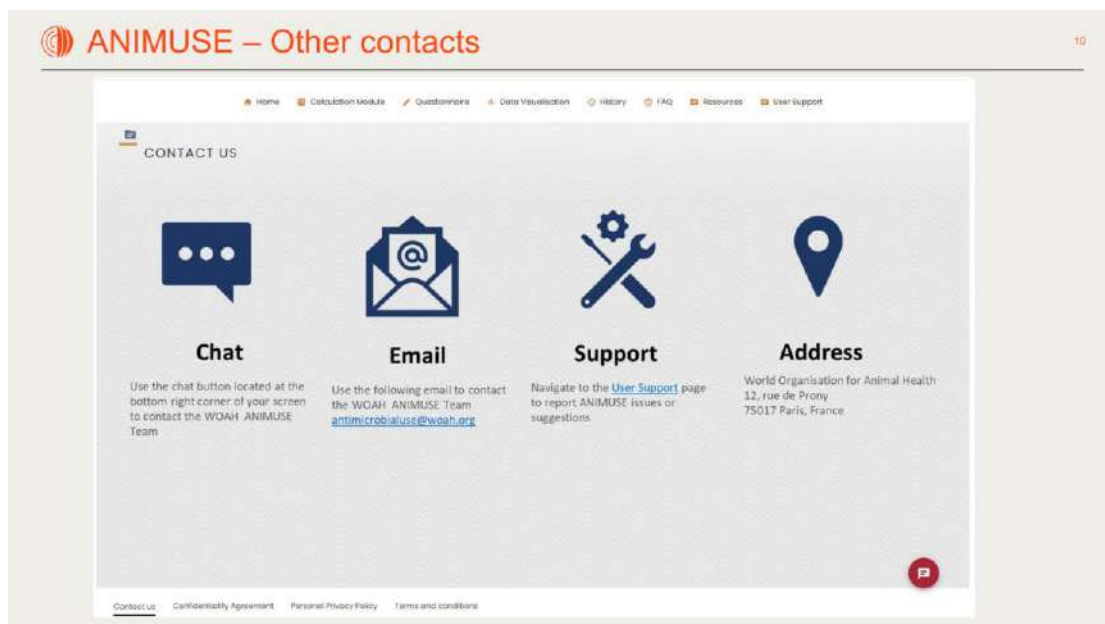 ANIMUSE – Other contacts
10
Home Calculation Module Questionnaire Data Visualisation History FAQ Resources User Support
CONTACT US
@
Chat
Use the chat button located at the
bottom right corner of your screen
to contact the WOAH ANIMUSE
Team
Email
Use the following email to contact
the WOAH ANIMUSE Team
antimicrobialuse@woah.org
Support
Navigate to the User Support page
to report ANIMUSE issues or
suggestions
Address
World Organisation for Animal Health
12, rue de Prony
75017 Paris, France
Contact us Confidentiality Agreement Personal Privacy Policy Terms and conditions